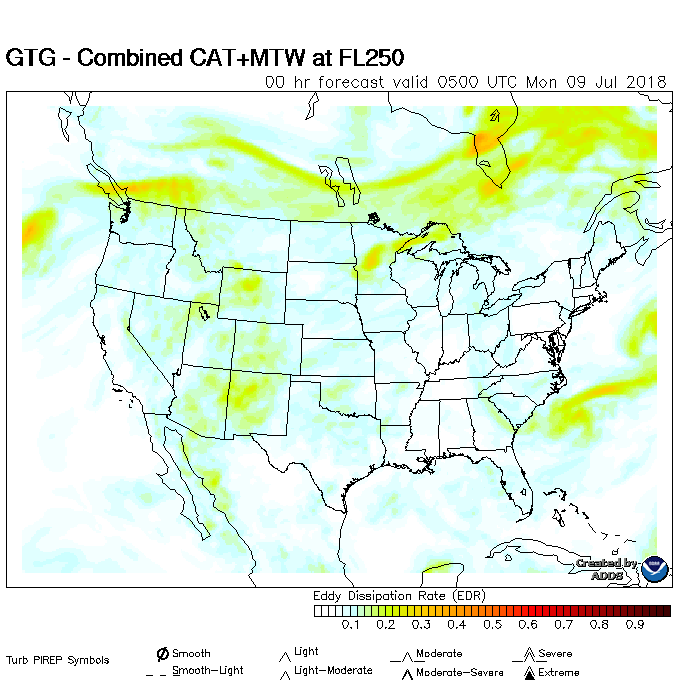 GTG - Combined CAT+MTW at FL250
00 hr forecast valid 0500 UTC Mon 09 Jul 2018
Created by
ADDS
Eddy Dissipation Rate (EDR)
0.1 0.2 0.3 0.4 0.5 0.6 0.7 0.8 0.9
Turb PIREP Symbols
Smooth Light Moderate Severe
Smooth-Light Light-Moderate Moderate-Severe Extreme